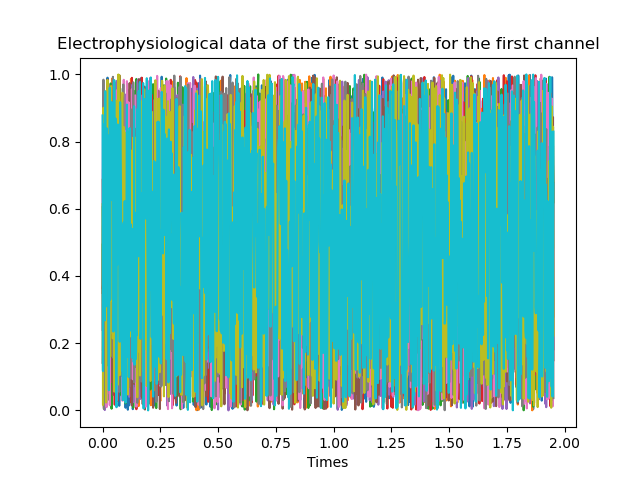 Electrophysiological data of the first subject, for the first channel
1.0
0.8
0.6
0.4
0.2
0.0
0.00 0.25 0.50 0.75 1.00 1.25 1.50 1.75 2.00
Times